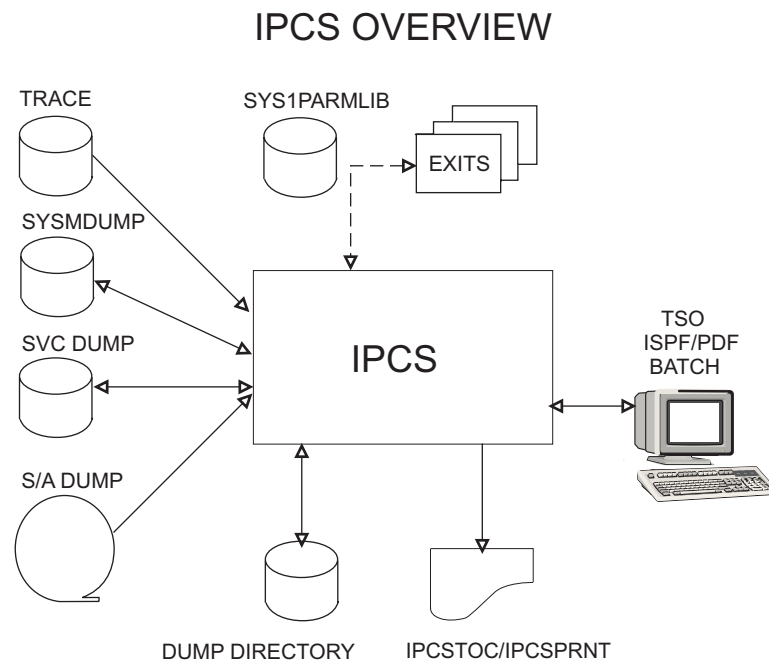 IPCS OVERVIEW
TRACE
SYS1PARMLIB
EXITS
SYSMDUMP
SVC DUMP
IPCS
TSO
ISPF/PDF
BATCH
S/A DUMP
DUMP DIRECTORY
IPCSTOC/IPCSPRNT